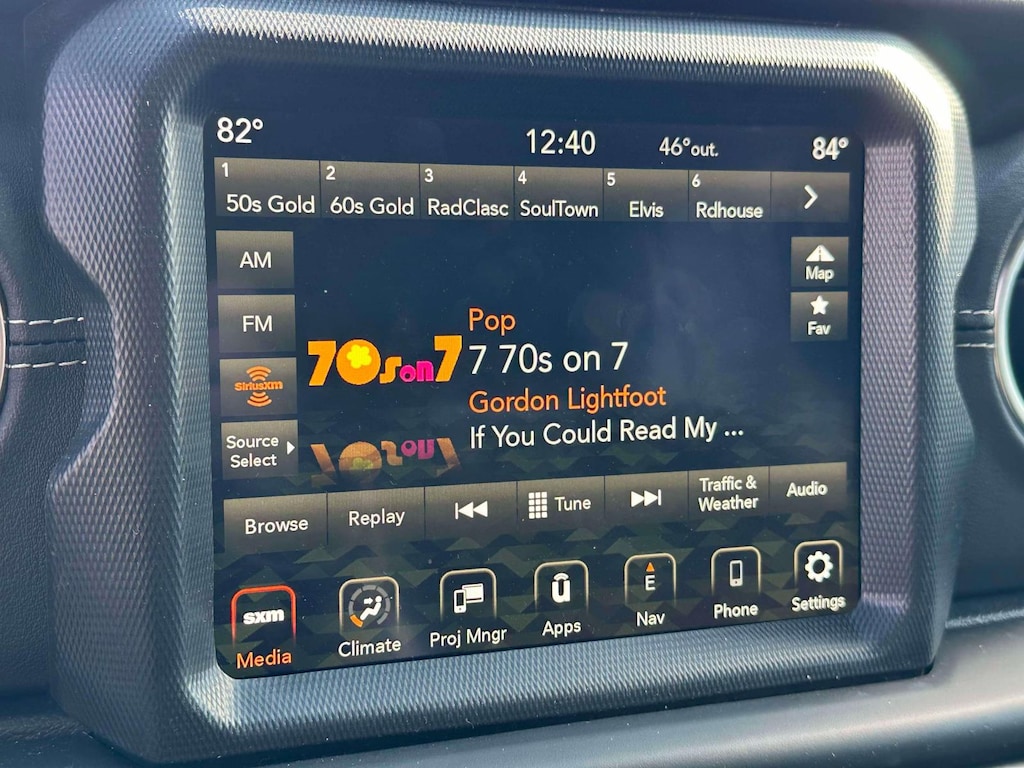 82° 12:40 46°out. 84°
1 2 3 4 5 6
50s Gold 60s Gold RadClasc SoulTown Elvis Rdhouse
AM
FM
SiriusXM
Source
Select
Map
Fav
70s on 7
Pop
7 70s on 7
Gordon Lightfoot
If You Could Read My ...
Browse Replay Tune Traffic &
Weather Audio
sxm
Media
Climate
Proj Mngr
u
Apps
E
Nav
Phone
Settings